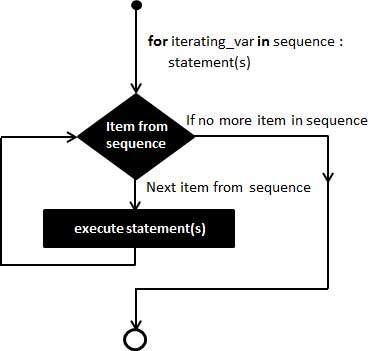 for iterating_var in sequence :
statement(s)
Item from
sequence
If no more item in sequence
Next item from sequence
execute statement(s)